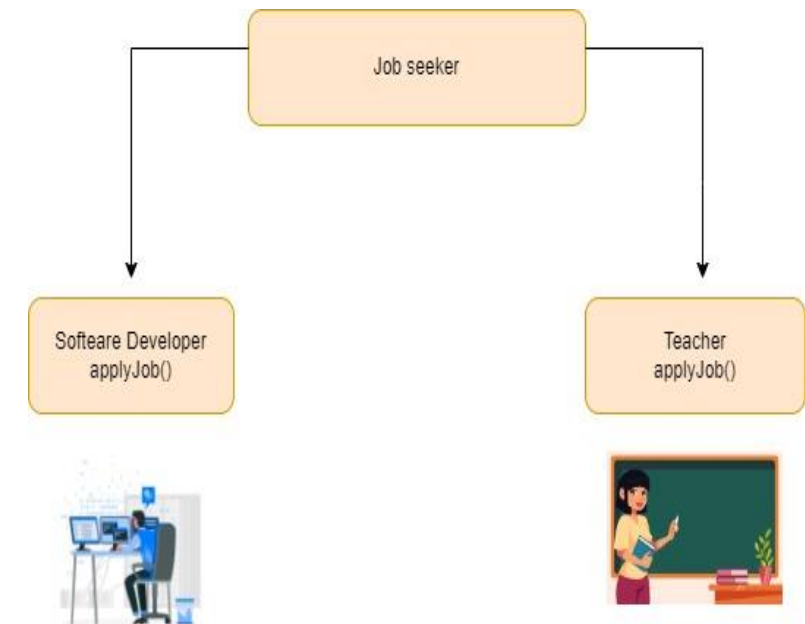 Job seeker
Softeare Developer
applyJob()
Teacher
applyJob()